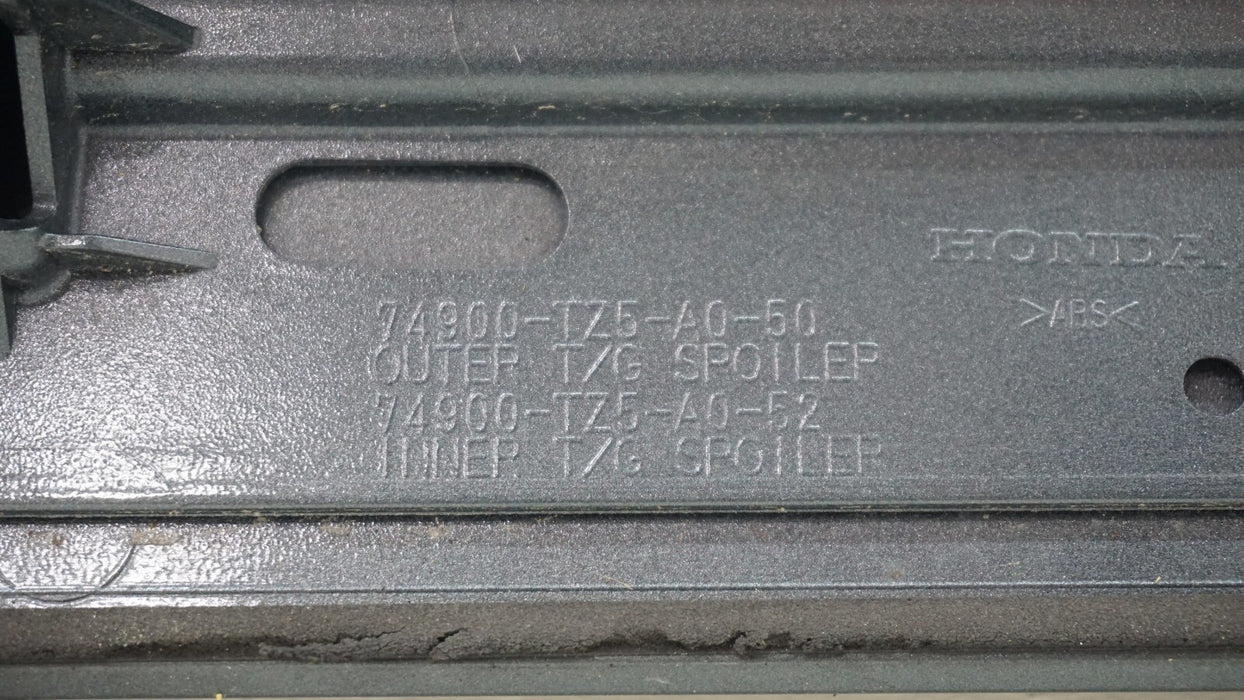 HONDA
>ABS<
74900-TZ5-A0-50
OUTER T/G SPOILER
74900-TZ5-A0-52
INNER T/G SPOILER